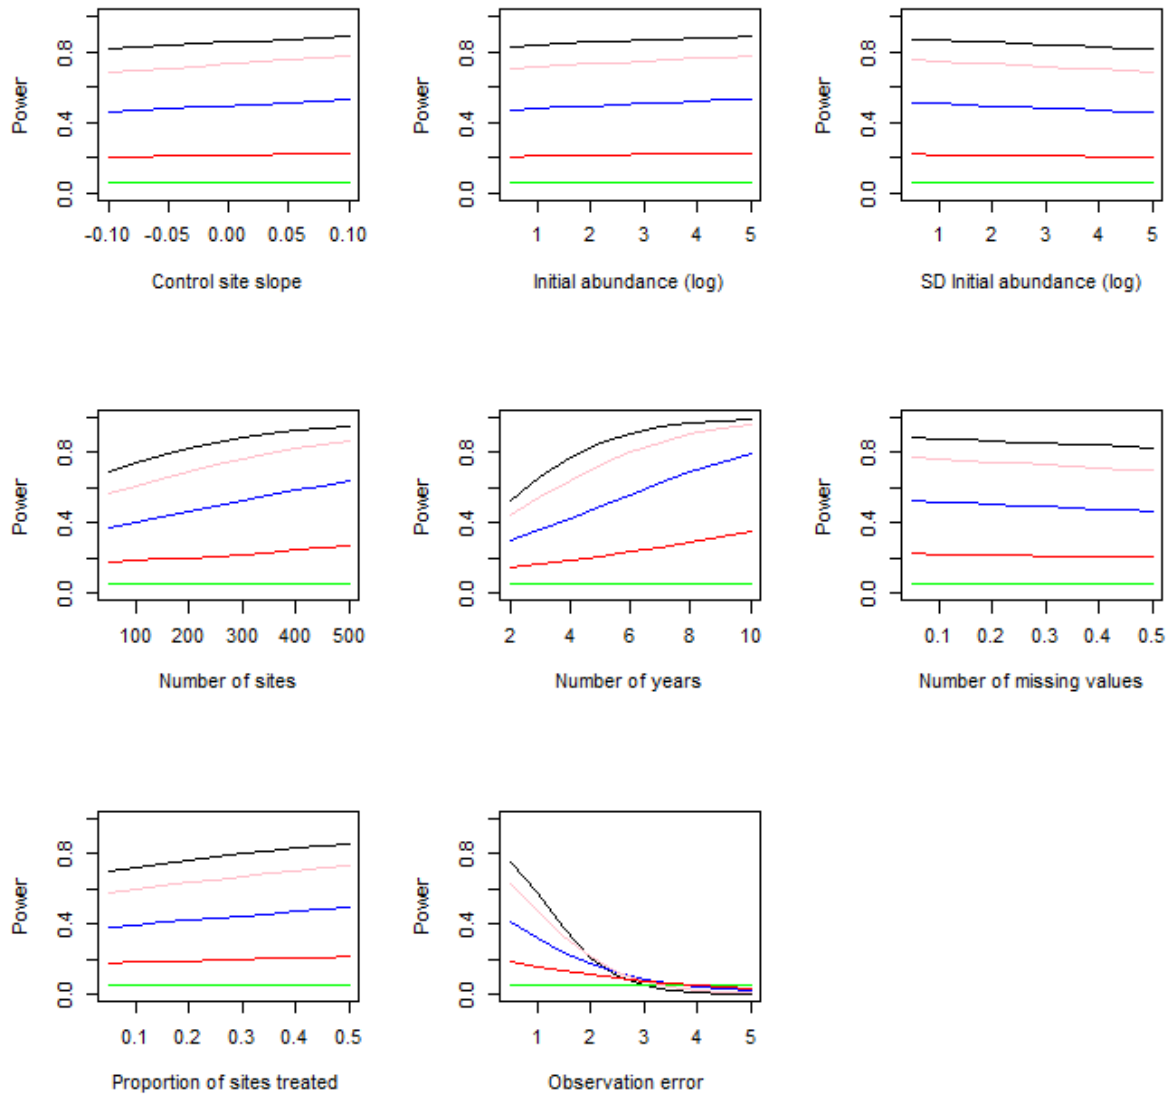 Power
0.0 0.4 0.8
-0.10 -0.05 0.00 0.05 0.10
Control site slope
Power
0.0 0.4 0.8
1 2 3 4 5
Initial abundance (log)
Power
0.0 0.4 0.8
1 2 3 4 5
SD Initial abundance (log)
Power
0.0 0.4 0.8
100 200 300 400 500
Number of sites
Power
0.0 0.4 0.8
2 4 6 8 10
Number of years
Power
0.0 0.4 0.8
0.1 0.2 0.3 0.4 0.5
Number of missing values
Power
0.0 0.4 0.8
0.1 0.2 0.3 0.4 0.5
Proportion of sites treated
Power
0.0 0.4 0.8
1 2 3 4 5
Observation error